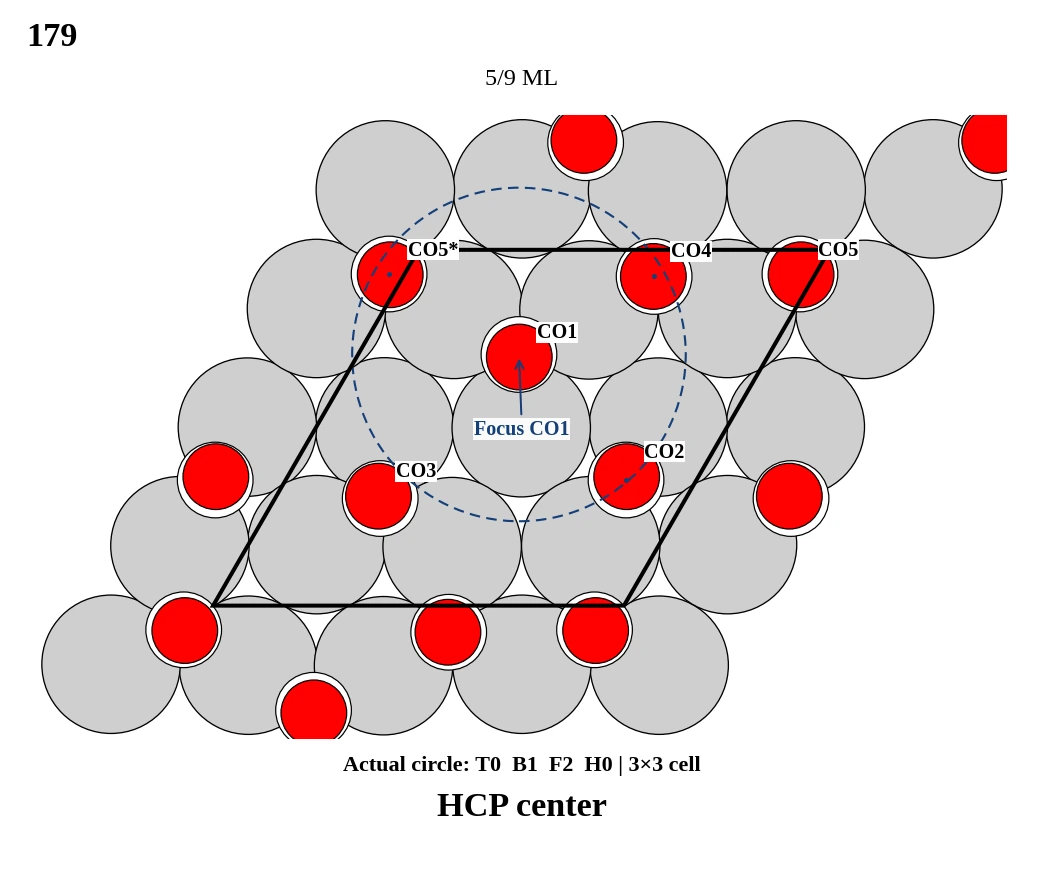 179
5/9 ML
CO5*
CO4
CO5
CO1
Focus CO1
CO2
CO3
Actual circle: T0 B1 F2 H0 | 3×3 cell
HCP center